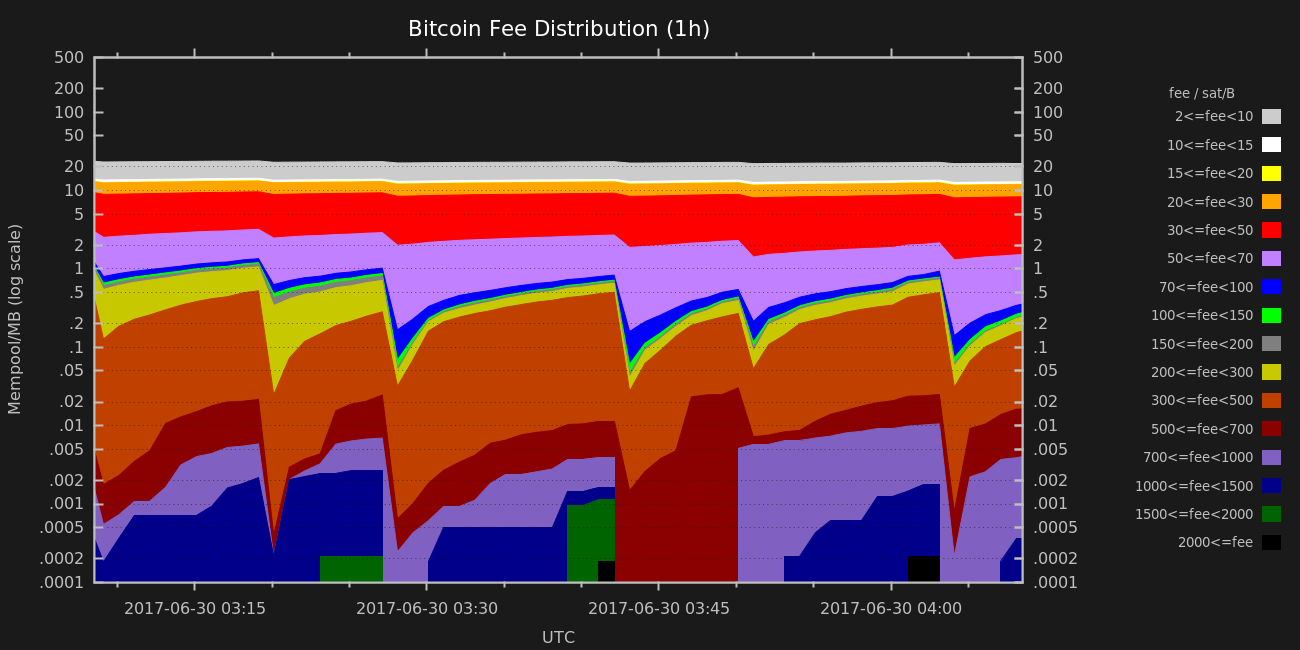 Bitcoin Fee Distribution (1h)
Mempool/MB (log scale)
500
200
100
50
20
10
5
2
1
.5
.2
.1
.05
.02
.01
.005
.002
.001
.0005
.0002
.0001
500
200
100
50
20
10
5
2
1
.5
.2
.1
.05
.02
.01
.005
.002
.001
.0005
.0002
.0001
2017-06-30 03:15 2017-06-30 03:30 2017-06-30 03:45 2017-06-30 04:00
UTC
fee / sat/B
2<=fee<10
10<=fee<15
15<=fee<20
20<=fee<30
30<=fee<50
50<=fee<70
70<=fee<100
100<=fee<150
150<=fee<200
200<=fee<300
300<=fee<500
500<=fee<700
700<=fee<1000
1000<=fee<1500
1500<=fee<2000
2000<=fee